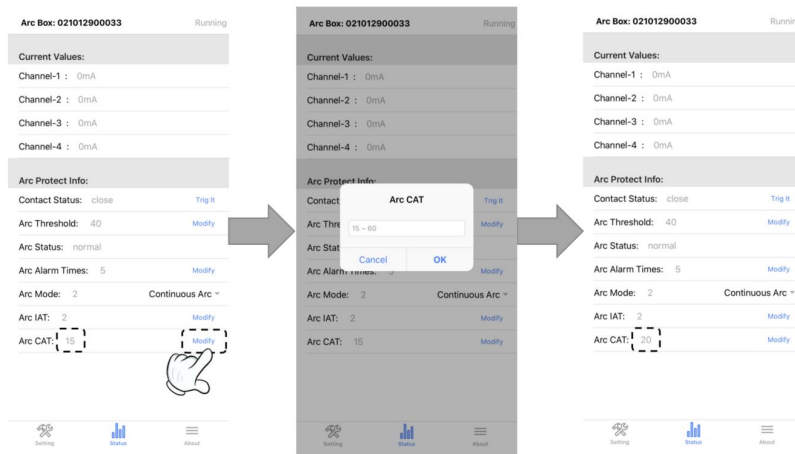 Arc Box: 021012900033 Running
Current Values:
Channel-1 : 0mA
Channel-2 : 0mA
Channel-3 : 0mA
Channel-4 : 0mA
Arc Protect Info:
Contact Status: close Trig It
Arc Threshold: 40 Modify
Arc Status: normal
Arc Alarm Times: 5 Modify
Arc Mode: 2 Continuous Arc
Arc IAT: 2 Modify
Arc CAT: 15 Modify
Setting Status About
Arc Box: 021012900033 Running
Current Values:
Channel-1 : 0mA
Channel-2 : 0mA
Channel-3 : 0mA
Channel-4 : 0mA
Arc Protect Info:
Contact Trig It
Arc Thre Modify
Arc Stat
Arc CAT
15 ~ 60
Cancel OK
Arc Alarm Times: 5 Modify
Arc Mode: 2 Continuous Arc
Arc IAT: 2 Modify
Arc CAT: 15 Modify
Setting Status About
Arc Box: 021012900033 Runnin
Current Values:
Channel-1 : 0mA
Channel-2 : 0mA
Channel-3 : 0mA
Channel-4 : 0mA
Arc Protect Info:
Contact Status: close Trig It
Arc Threshold: 40 Modify
Arc Status: normal
Arc Alarm Times: 5 Modify
Arc Mode: 2 Continuous Arc
Arc IAT: 2 Modify
Arc CAT: 20 Modify
Setting Status About